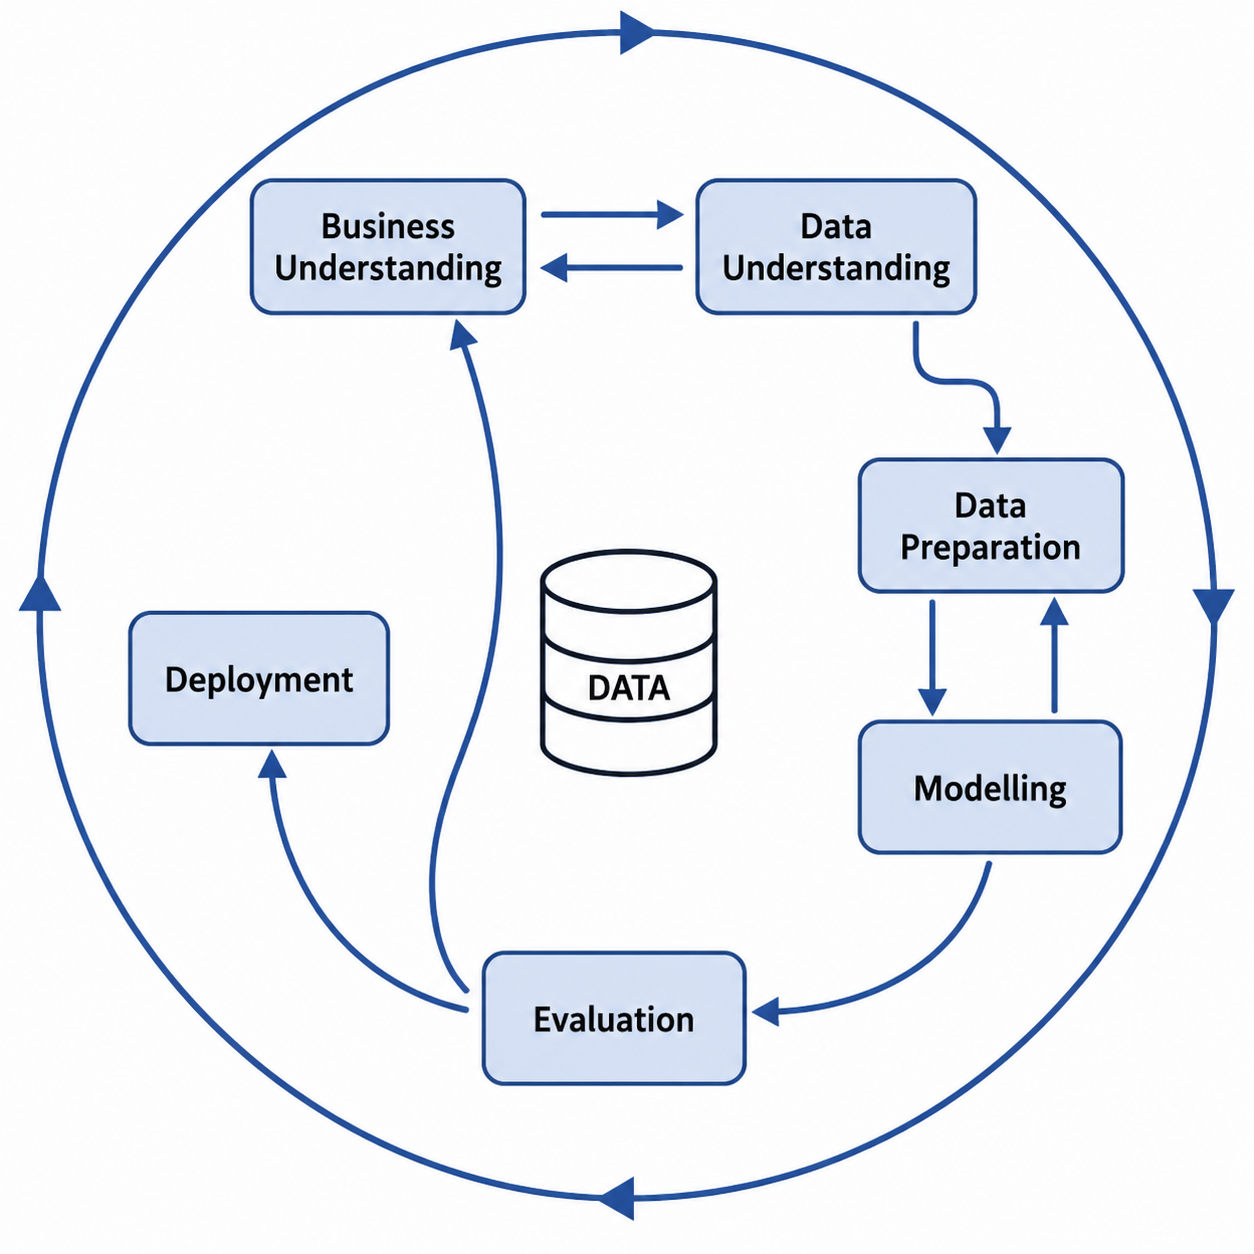 Business
Understanding
Data
Understanding
Data
Preparation
Deployment
DATA
Modelling
Evaluation